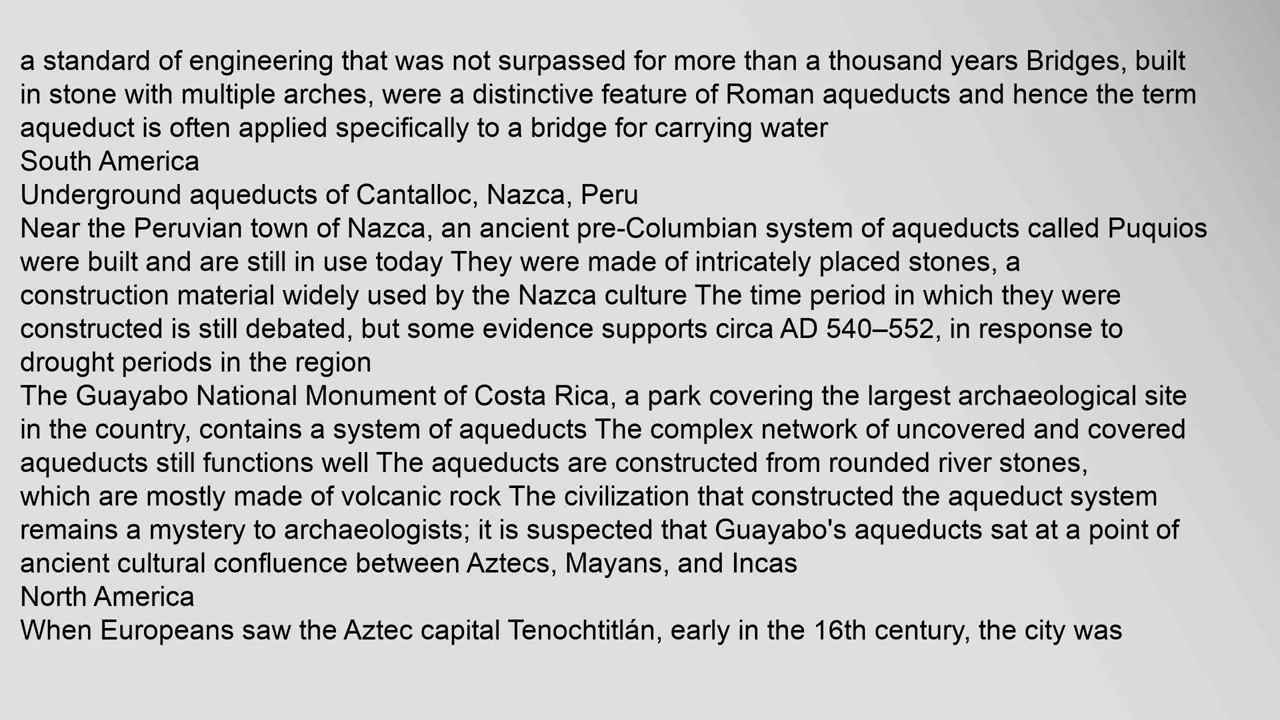 a standard of engineering that was not surpassed for more than a thousand years Bridges, built
in stone with multiple arches, were a distinctive feature of Roman aqueducts and hence the term
aqueduct is often applied specifically to a bridge for carrying water
South America
Underground aqueducts of Cantalloc, Nazca, Peru
Near the Peruvian town of Nazca, an ancient pre-Columbian system of aqueducts called Puquios
were built and are still in use today They were made of intricately placed stones, a
construction material widely used by the Nazca culture The time period in which they were
constructed is still debated, but some evidence supports circa AD 540–552, in response to
drought periods in the region
The Guayabo National Monument of Costa Rica, a park covering the largest archaeological site
in the country, contains a system of aqueducts The complex network of uncovered and covered
aqueducts still functions well The aqueducts are constructed from rounded river stones,
which are mostly made of volcanic rock The civilization that constructed the aqueduct system
remains a mystery to archaeologists; it is suspected that Guayabo's aqueducts sat at a point of
ancient cultural confluence between Aztecs, Mayans, and Incas
North America
When Europeans saw the Aztec capital Tenochtitlán, early in the 16th century, the city was